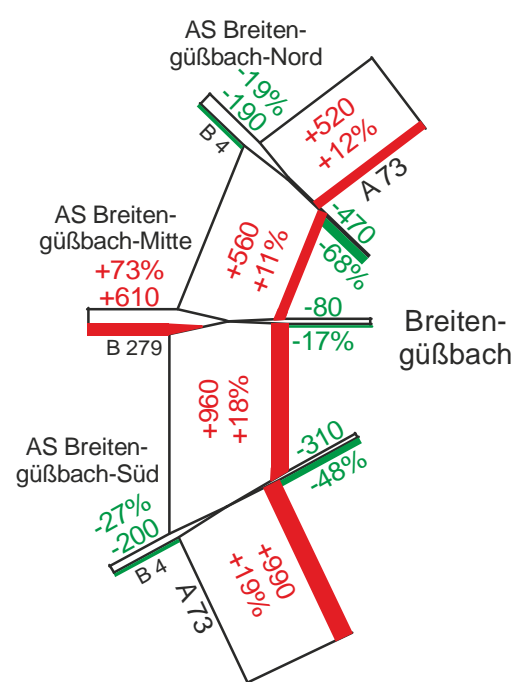 AS Breiten-
güßbach-Nord
-19%
-190
B 4
+520
+12%
A 73
AS Breiten-
güßbach-Mitte
+73%
+610
B 279
+560
+11%
-470
-68%
-80
-17%
Breiten-
güßbach
+960
+18%
AS Breiten-
güßbach-Süd
-27%
-200
B 4
-310
-48%
A 73
+990
+19%